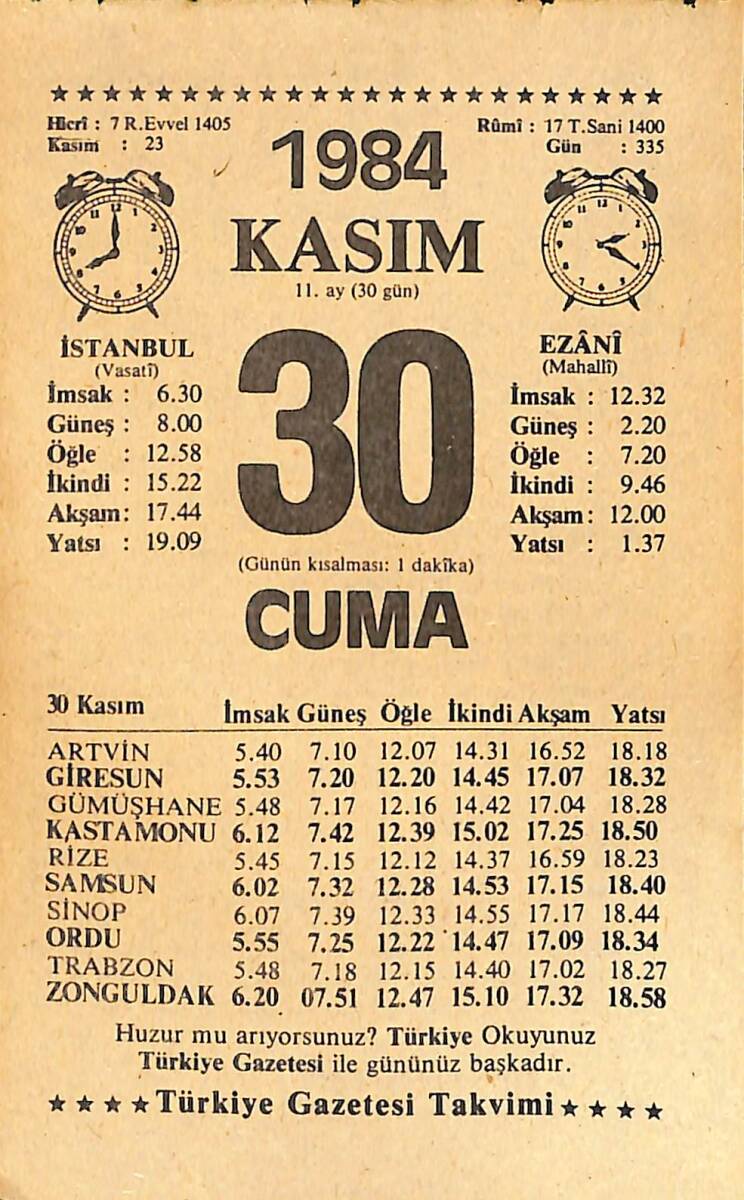 Hicrî : 7 R.Evvel 1405
Kasım : 23
1984
Rûmî : 17 T.Sani 1400
Gün : 335
KASIM
11. ay (30 gün)
30
İSTANBUL
(Vasatî)
İmsak : 6.30
Güneş : 8.00
Öğle : 12.58
İkindi : 15.22
Akşam: 17.44
Yatsı : 19.09
EZÂNÎ
(Mahallî)
İmsak : 12.32
Güneş : 2.20
Öğle : 7.20
İkindi : 9.46
Akşam: 12.00
Yatsı : 1.37
(Günün kısalması: 1 dakîka)
CUMA
30 Kasım İmsak Güneş Öğle İkindi Akşam Yatsı
ARTVİN 5.40 7.10 12.07 14.31 16.52 18.18
GİRESUN 5.53 7.20 12.20 14.45 17.07 18.32
GÜMÜŞHANE 5.48 7.17 12.16 14.42 17.04 18.28
KASTAMONU 6.12 7.42 12.39 15.02 17.25 18.50
RİZE 5.45 7.15 12.12 14.37 16.59 18.23
SAMSUN 6.02 7.32 12.28 14.53 17.15 18.40
SİNOP 6.07 7.39 12.33 14.55 17.17 18.44
ORDU 5.55 7.25 12.22 14.47 17.09 18.34
TRABZON 5.48 7.18 12.15 14.40 17.02 18.27
ZONGULDAK 6.20 07.51 12.47 15.10 17.32 18.58
Huzur mu arıyorsunuz? Türkiye Okuyunuz
Türkiye Gazetesi ile gününüz başkadır.
★ ★ ★ ★ Türkiye Gazetesi Takvimi ★ ★ ★ ★